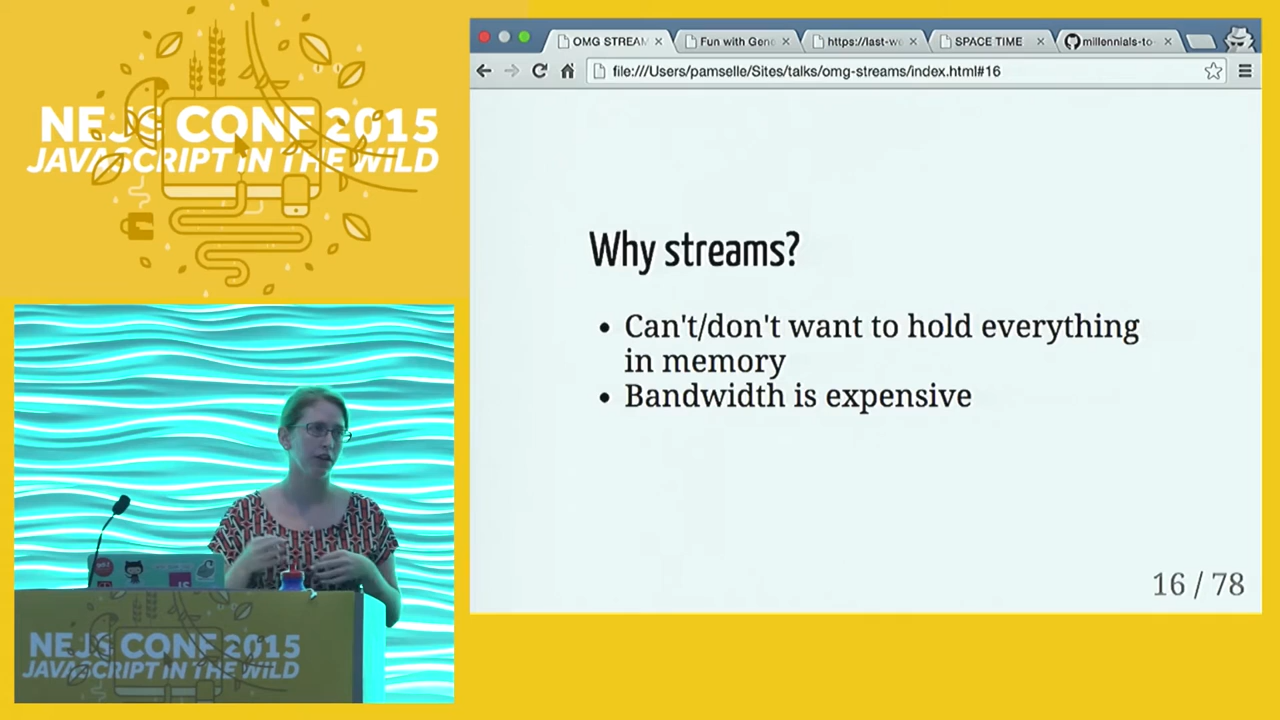 NEJS CONF 2015
JAVASCRIPT IN THE WILD
OMG STREAM
Fun with Gene
https://last-we
SPACE TIME
millennials-to
file:///Users/pamselle/Sites/talks/omg-streams/index.html#16
Why streams?
• Can't/don't want to hold everything
in memory
• Bandwidth is expensive
16 / 78
JS
NEJS CONF 2015
JAVASCRIPT IN THE WILD